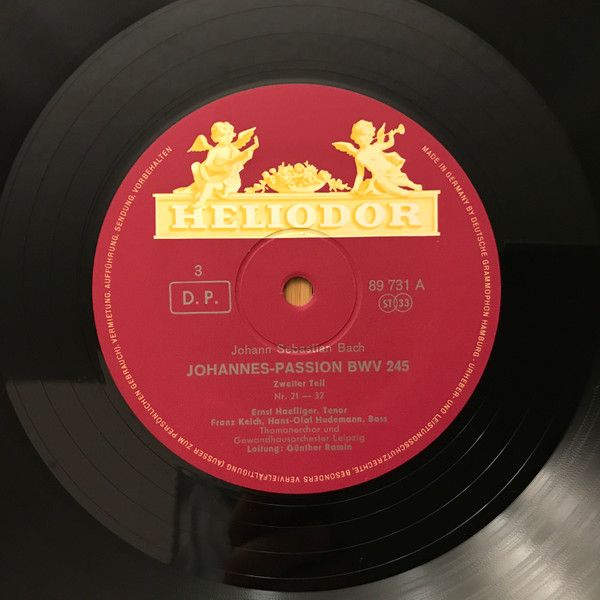 HELIODOR
3
D. P.
89 731 A
ST 33
Johann Sebastian Bach
JOHANNES-PASSION BWV 245
Zweiter Teil
Nr. 21 — 32
Ernst Haefliger, Tenor
Franz Kelch, Hans-Olaf Hudemann, Bass
Thomanerchor und
Gewandhausorchester Leipzig
Leitung: Günther Ramin
MADE IN GERMANY BY DEUTSCHE GRAMMOPHON HAMBURG · URHEBER- UND LEISTUNGSSCHUTZRECHTE, BESONDERS VERVIELFÄLTIGUNG (AUSSER ZUM PERSÖNLICHEN GEBRAUCH), VERMIETUNG, AUFFÜHRUNG, SENDUNG, VORBEHALTEN